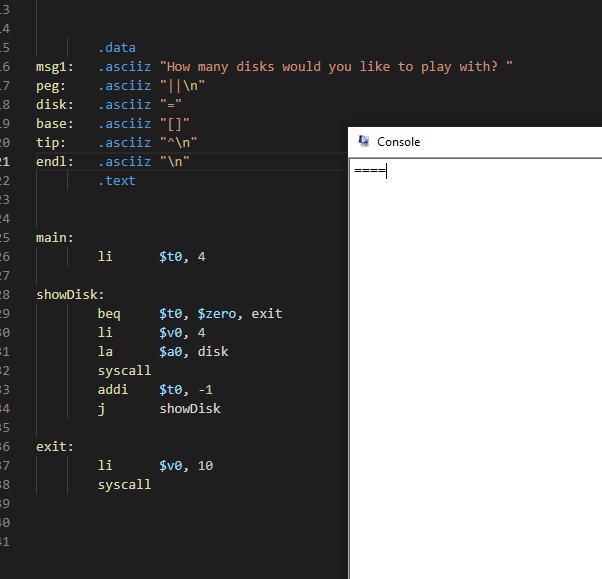 13
14
15 .data
16 msg1: .asciiz "How many disks would you like to play with? "
17 peg: .asciiz "||\n"
18 disk: .asciiz "="
19 base: .asciiz "[]"
20 tip: .asciiz "^\n"
21 endl: .asciiz "\n"
22 .text
23
24
25 main:
26 li $t0, 4
27
28 showDisk:
29 beq $t0, $zero, exit
30 li $v0, 4
31 la $a0, disk
32 syscall
33 addi $t0, -1
34 j showDisk
35
36 exit:
37 li $v0, 10
38 syscall
39
40
41
Console
====